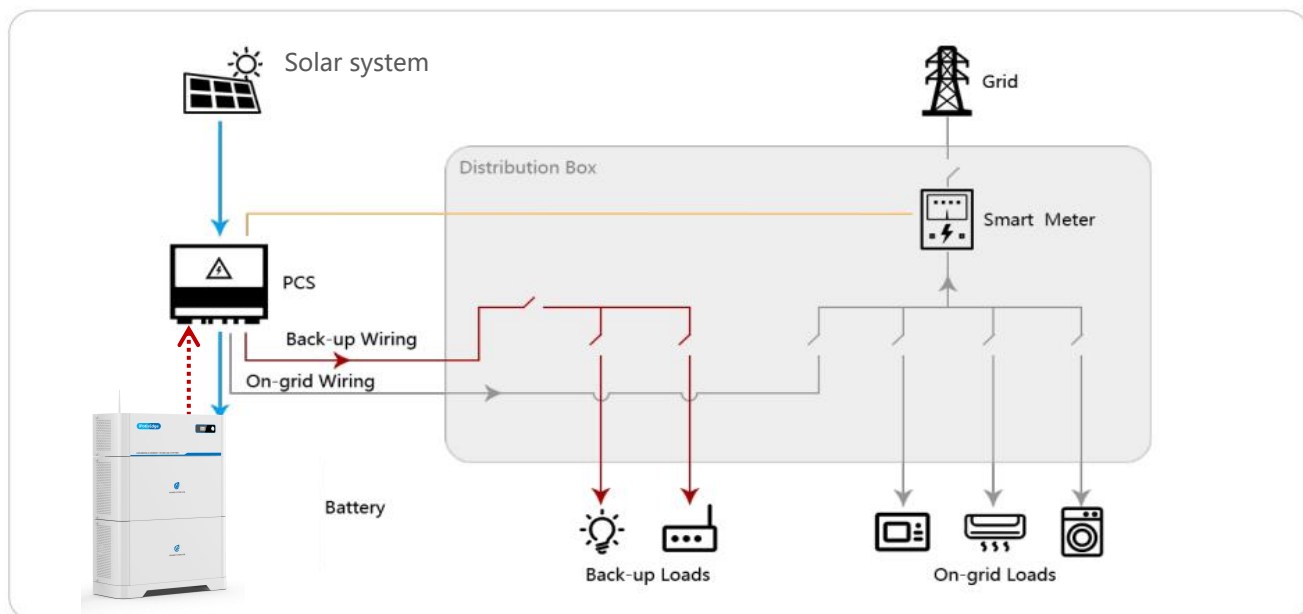 Solar system
Grid
Distribution Box
Smart Meter
PCS
Back-up Wiring
On-grid Wiring
Battery
Back-up Loads
On-grid Loads